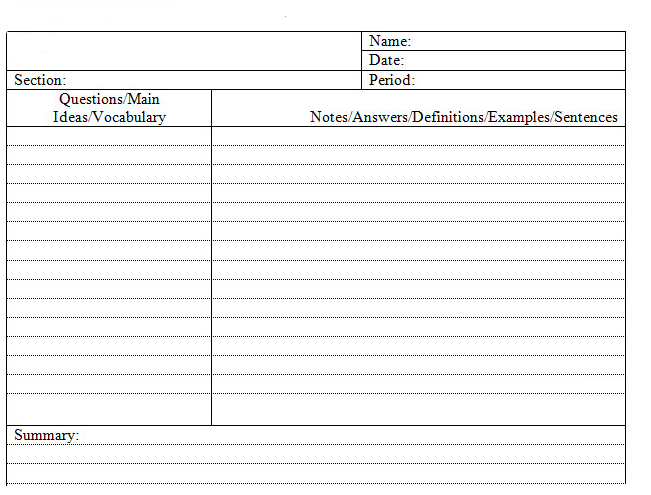 Name:
Date:
Section:
Period:
Questions/Main
Ideas/Vocabulary
Notes/Answers/Definitions/Examples/Sentences
Summary: